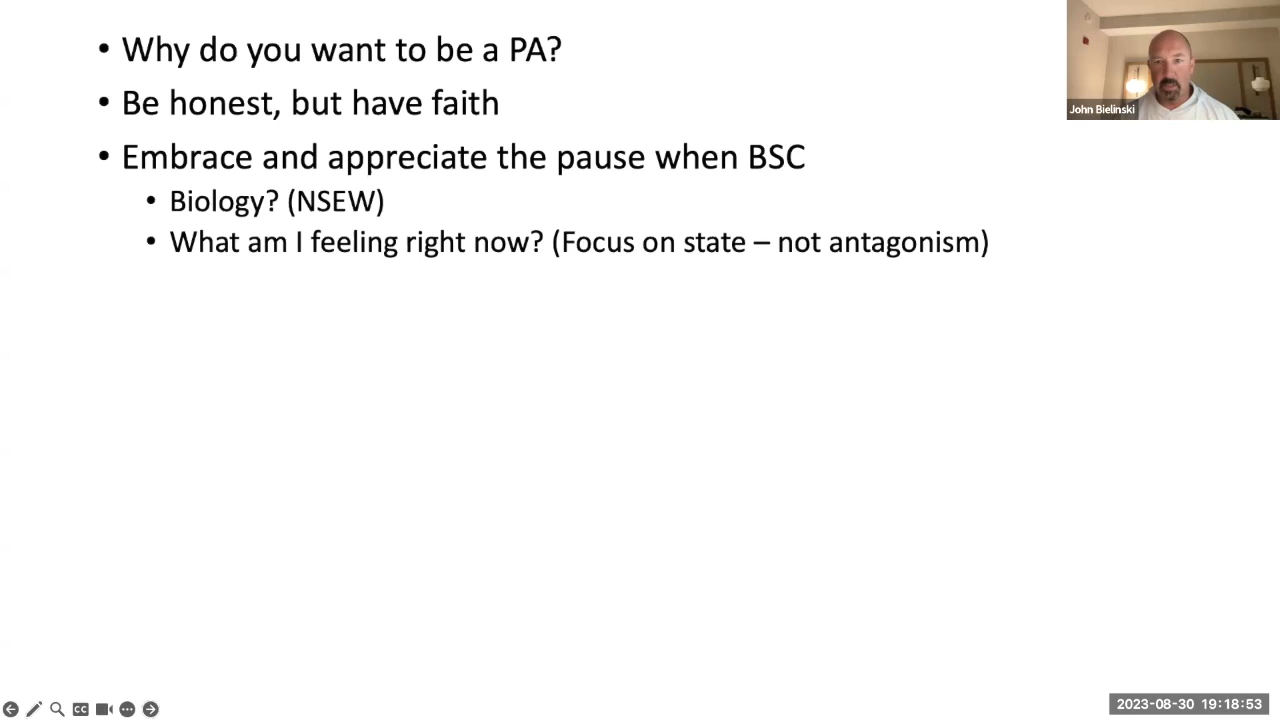 • Why do you want to be a PA?
• Be honest, but have faith
• Embrace and appreciate the pause when BSC
• Biology? (NSEW)
• What am I feeling right now? (Focus on state – not antagonism)
John Bielinski
CC
2023-08-30 19:18:53